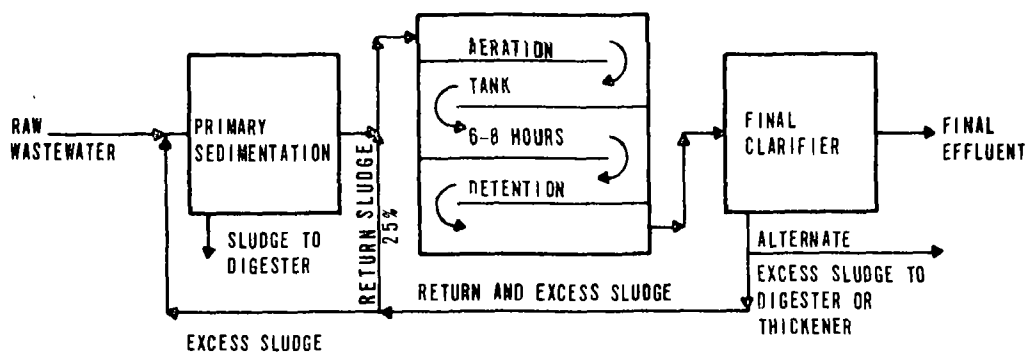 RAW
WASTEWATER
PRIMARY
SEDIMENTATION
SLUDGE TO
DIGESTER
EXCESS SLUDGE
RETURN SLUDGE
25%
AERATION
TANK
6-8 HOURS
DETENTION
RETURN AND EXCESS SLUDGE
FINAL
CLARIFIER
FINAL
EFFLUENT
ALTERNATE
EXCESS SLUDGE TO
DIGESTER OR
THICKENER